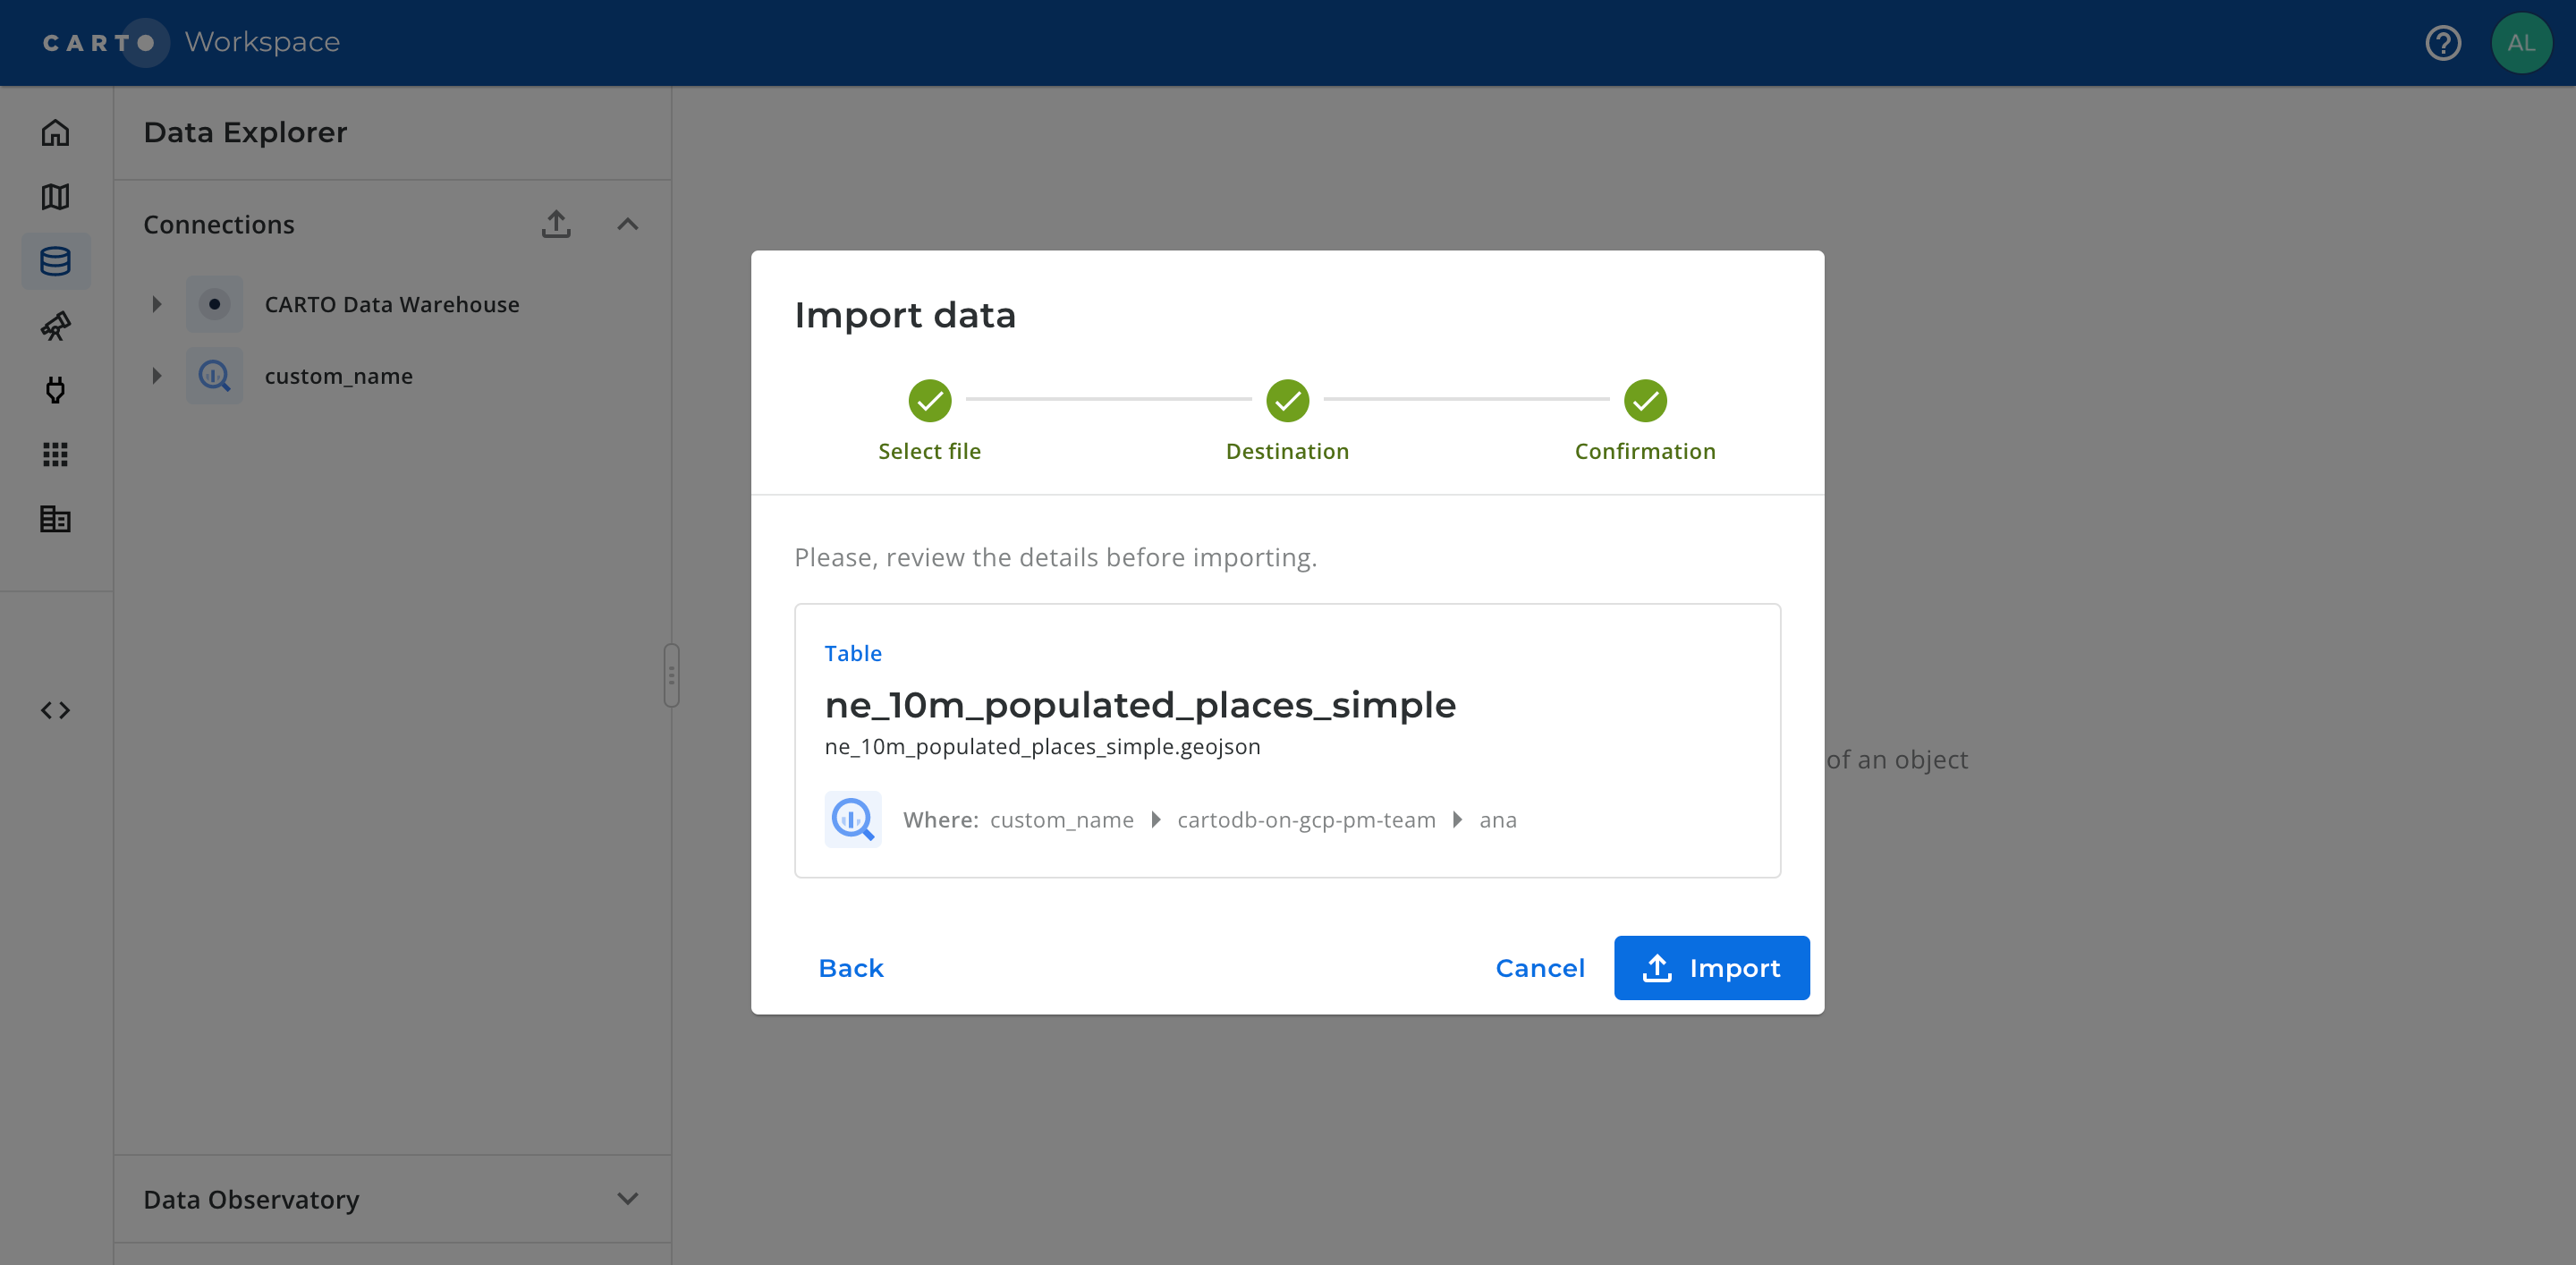 CARTO Workspace
AL
Data Explorer
Connections
CARTO Data Warehouse
custom_name
Data Observatory
Import data
Select file
Destination
Confirmation
Please, review the details before importing.
Table
ne_10m_populated_places_simple
ne_10m_populated_places_simple.geojson
Where: custom_name cartodb-on-gcp-pm-team ana
Back
Cancel
Import
of an object